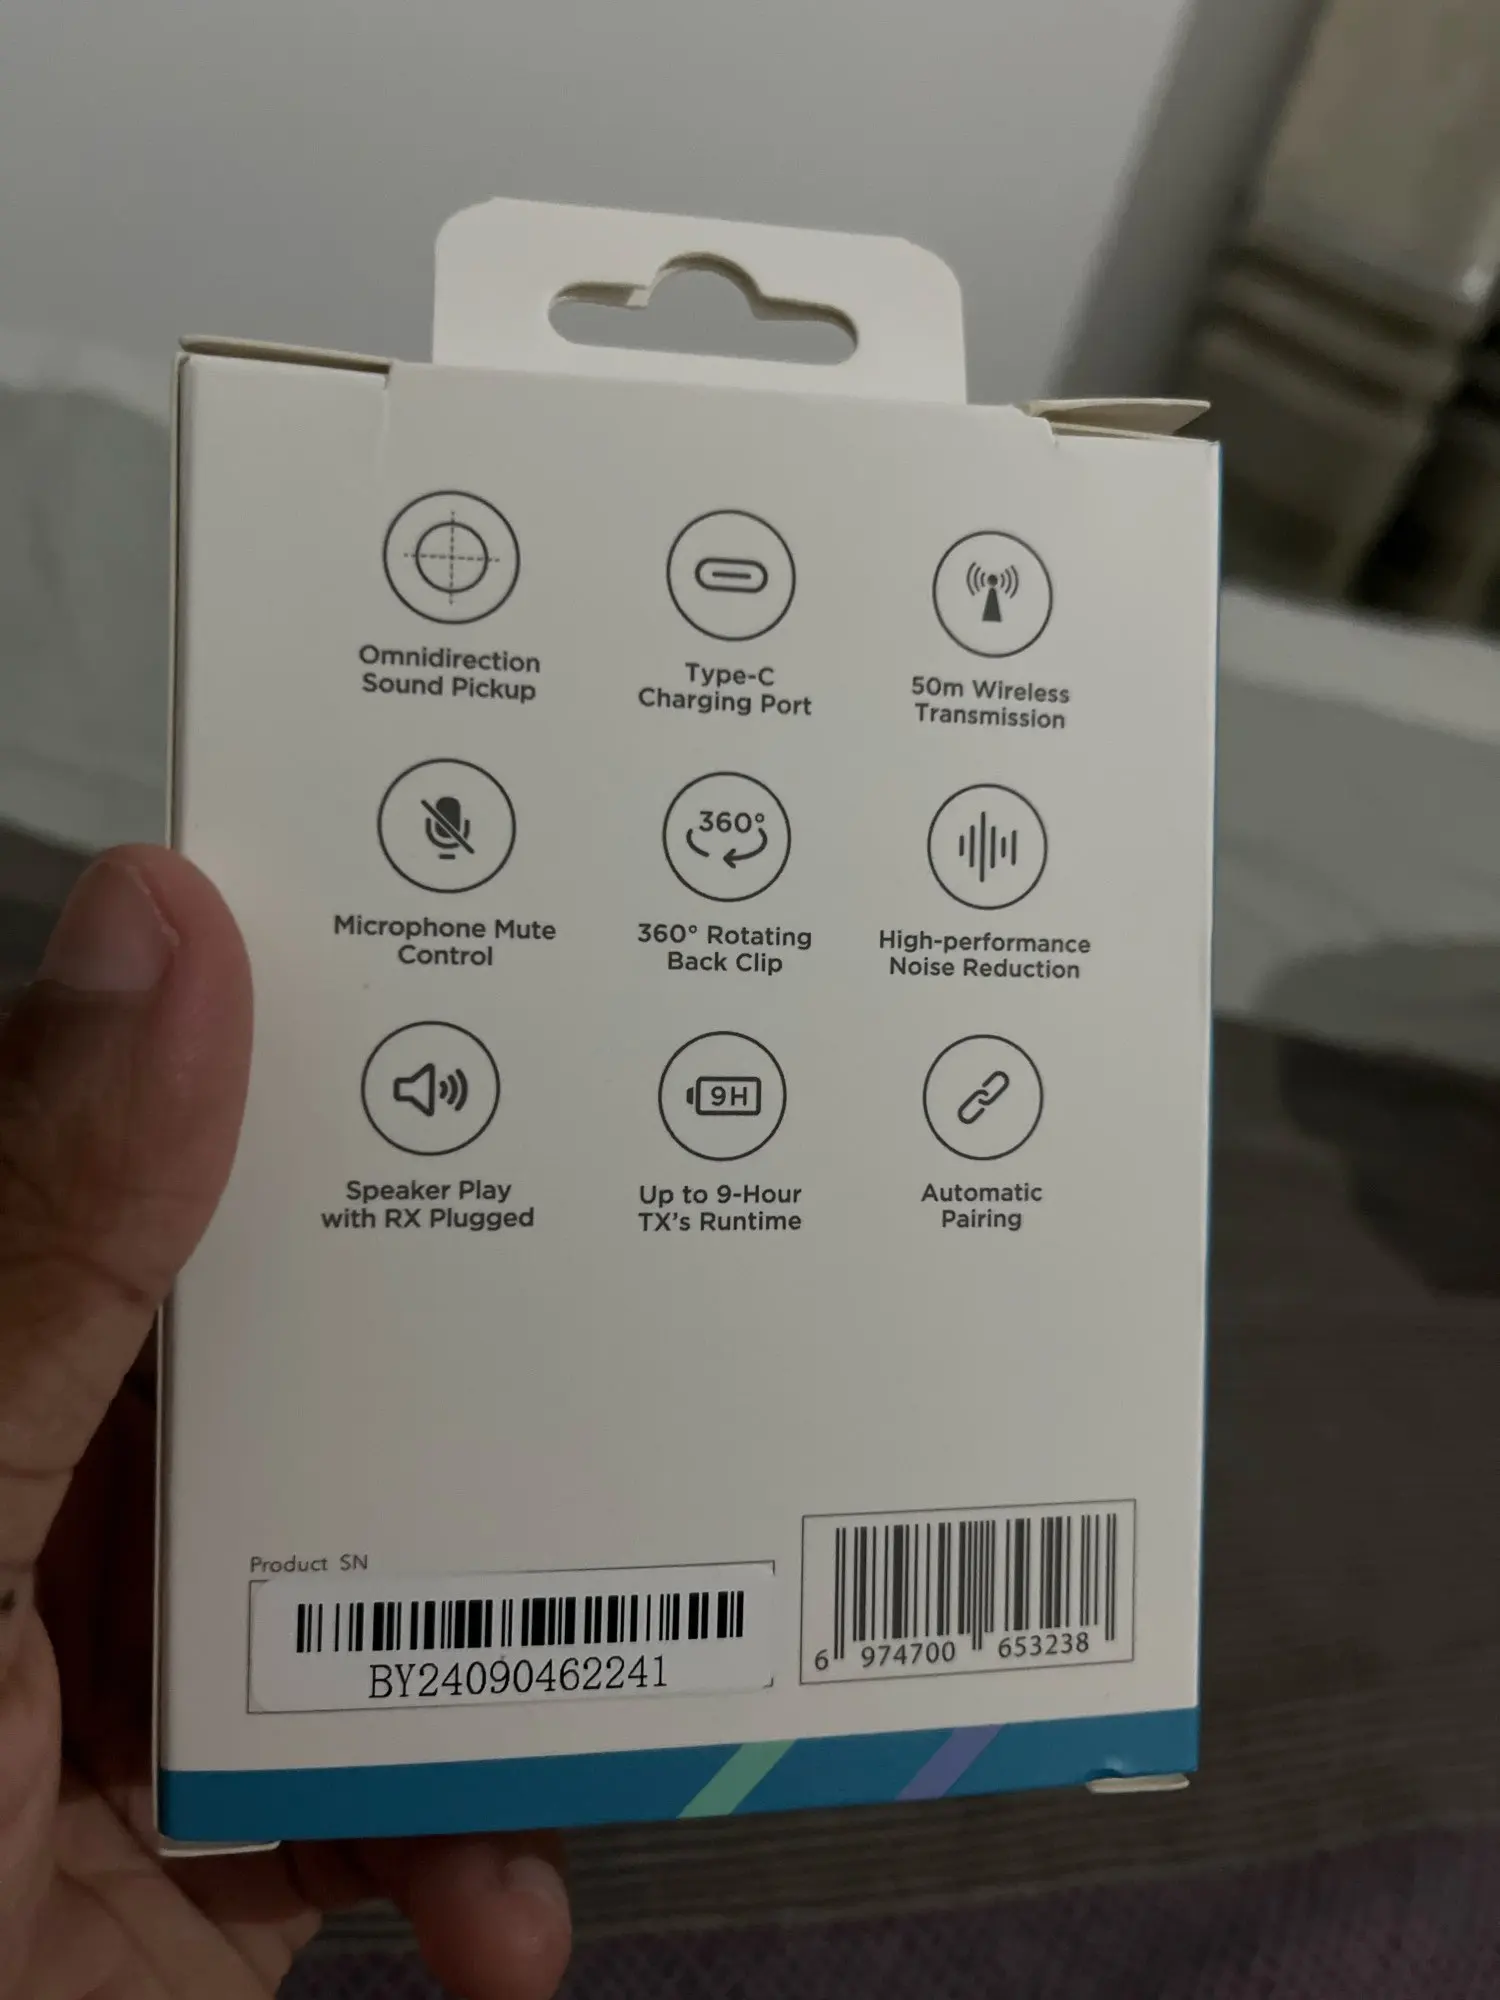 Omnidirection
Sound Pickup
Type-C
Charging Port
50m Wireless
Transmission
Microphone Mute
Control
360°
360° Rotating
Back Clip
High-performance
Noise Reduction
Speaker Play
with RX Plugged
9H
Up to 9-Hour
TX's Runtime
Automatic
Pairing
Product SN
BY24090462241
6 974700 653238